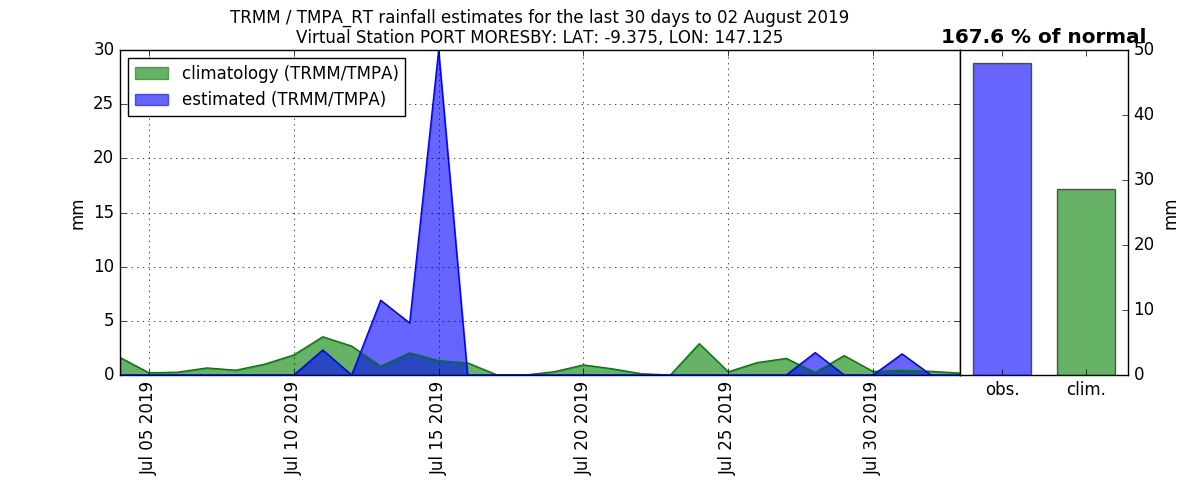 TRMM / TMPA_RT rainfall estimates for the last 30 days to 02 August 2019
Virtual Station PORT MORESBY: LAT: -9.375, LON: 147.125
167.6 % of normal
climatology (TRMM/TMPA)
estimated (TRMM/TMPA)
30
25
20
15
10
5
0
mm
Jul 05 2019
Jul 10 2019
Jul 15 2019
Jul 20 2019
Jul 25 2019
Jul 30 2019
obs.
clim.
50
40
30
20
10
0
mm